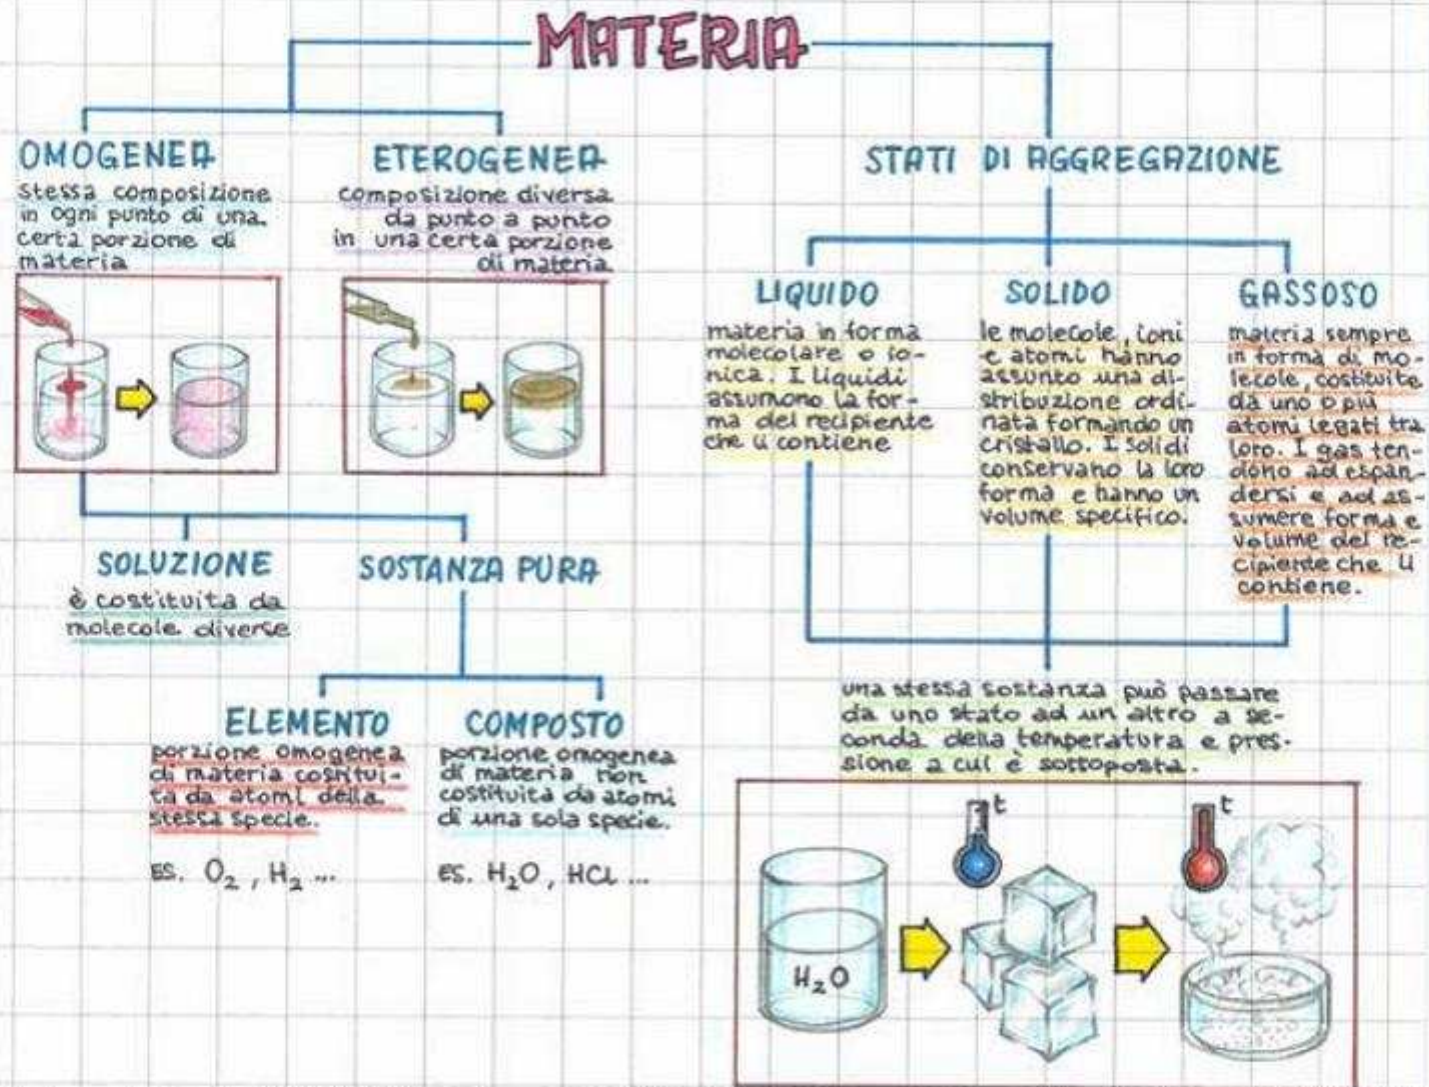 MATERIA
OMOGENEA
stessa composizione
in ogni punto di una
certa porzione di
materia
ETEROGENEA
composizione diversa
da punto a punto
in una certa porzione
di materia
SOLUZIONE
è costituita da
molecole diverse
SOSTANZA PURA
ELEMENTO
porzione omogenea
di materia costitui-
ta da atomi della
stessa specie.
ES. O₂, H₂ ...
COMPOSTO
porzione omogenea
di materia non
costituita da atomi
di una sola specie.
ES. H₂O, HCl ...
STATI DI AGGREGAZIONE
LIQUIDO
materia in forma
molecolare o io-
nica. I liquidi
assumono la for-
ma del recipiente
che li contiene
SOLIDO
le molecole, ioni
e atomi hanno
assunto una di-
stribuzione ordi-
nata formando un
cristallo. I solidi
conservano la loro
forma e hanno un
volume specifico.
GASSOSO
materia sempre
in forma di mo-
lecole, costituite
da uno o più
atomi legati tra
loro. I gas ten-
dono ad espan-
dersi e ad as-
sumere forma e
volume del re-
cipiente che li
contiene.
una stessa sostanza può passare
da uno stato ad un altro a se-
conda della temperatura e pres-
sione a cui è sottoposta.
H₂O
t
t